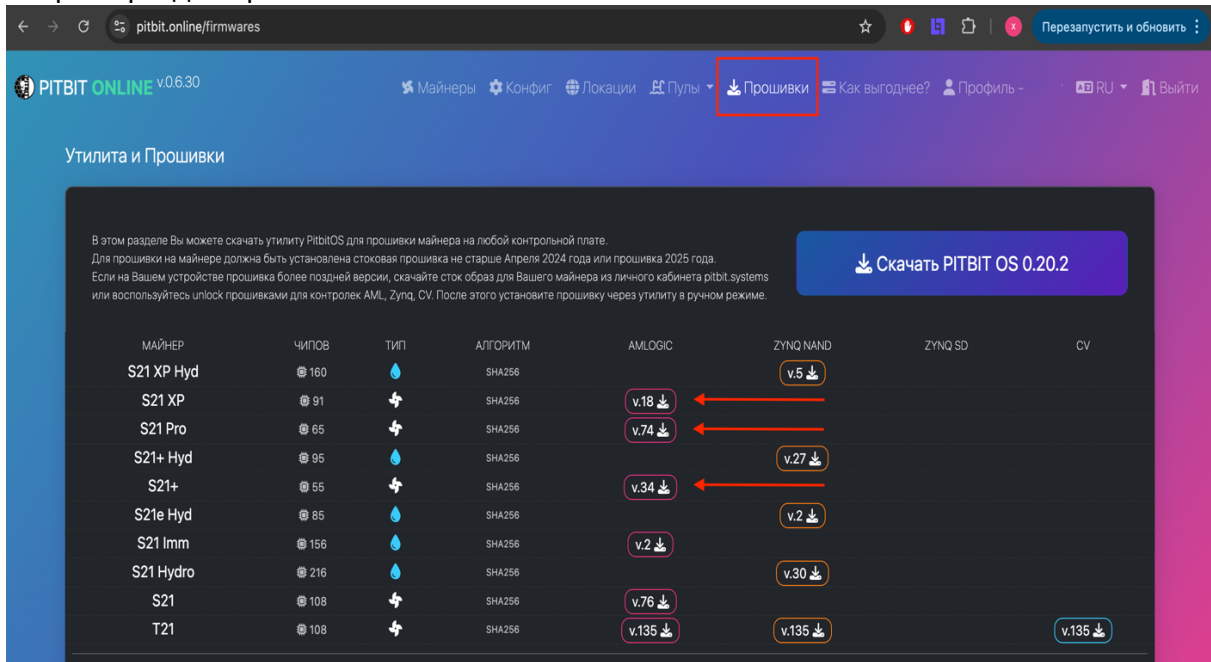 pitbit.online/firmwares
Перезапустить и обновить
PITBIT ONLINE v.0.6.30
Майнеры Конфиг Локации Пулы Прошивки Как выгоднее? Профиль - RU Выйти
Утилита и Прошивки
В этом разделе Вы можете скачать утилиту PitbitOS для прошивки майнера на любой контрольной плате.
Для прошивки на майнере должна быть установлена стоковая прошивка не старше Апреля 2024 года или прошивка 2025 года.
Если на Вашем устройстве прошивка более поздней версии, скачайте сток образ для Вашего майнера из личного кабинета pitbit.systems
или воспользуйтесь unlock прошивками для контролек AML, Zynq, CV. После этого установите прошивку через утилиту в ручном режиме.
Скачать PITBIT OS 0.20.2
МАЙНЕР ЧИПОВ ТИП АЛГОРИТМ AMLOGIC ZYNQ NAND ZYNQ SD CV
S21 XP Hyd 160 SHA256 v.5
S21 XP 91 SHA256 v.18
S21 Pro 65 SHA256 v.74
S21+ Hyd 95 SHA256 v.27
S21+ 55 SHA256 v.34
S21e Hyd 85 SHA256 v.2
S21 Imm 156 SHA256 v.2
S21 Hydro 216 SHA256 v.30
S21 108 SHA256 v.76
T21 108 SHA256 v.135 v.135 v.135